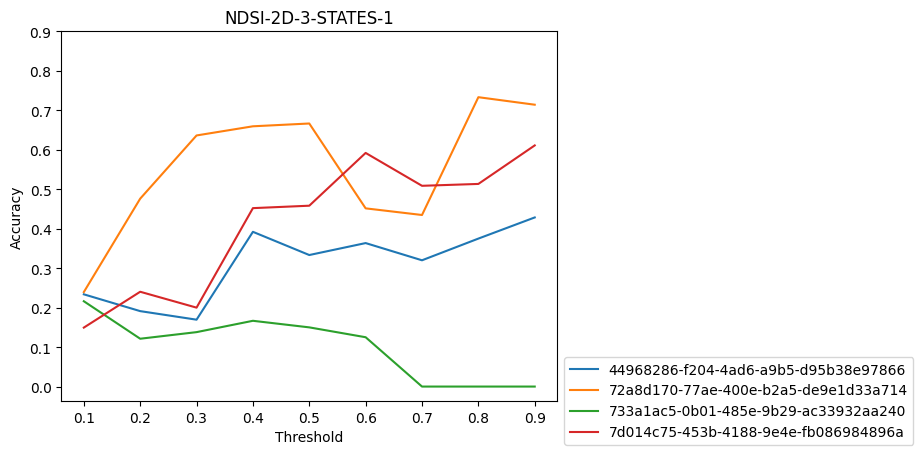 NDSI-2D-3-STATES-1
Accuracy
0.9
0.8
0.7
0.6
0.5
0.4
0.3
0.2
0.1
0.0
0.1 0.2 0.3 0.4 0.5 0.6 0.7 0.8 0.9
Threshold
44968286-f204-4ad6-a9b5-d95b38e97866
72a8d170-77ae-400e-b2a5-de9e1d33a714
733a1ac5-0b01-485e-9b29-ac33932aa240
7d014c75-453b-4188-9e4e-fb086984896a